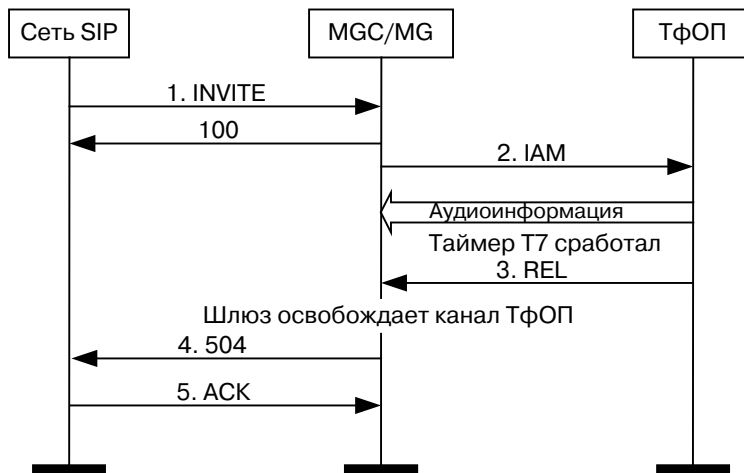 Сеть SIP
MGC/MG
ТфОП
1. INVITE
100
2. IAM
Аудиоинформация
Таймер T7 сработал
3. REL
Шлюз освобождает канал ТфОП
4. 504
5. ACK